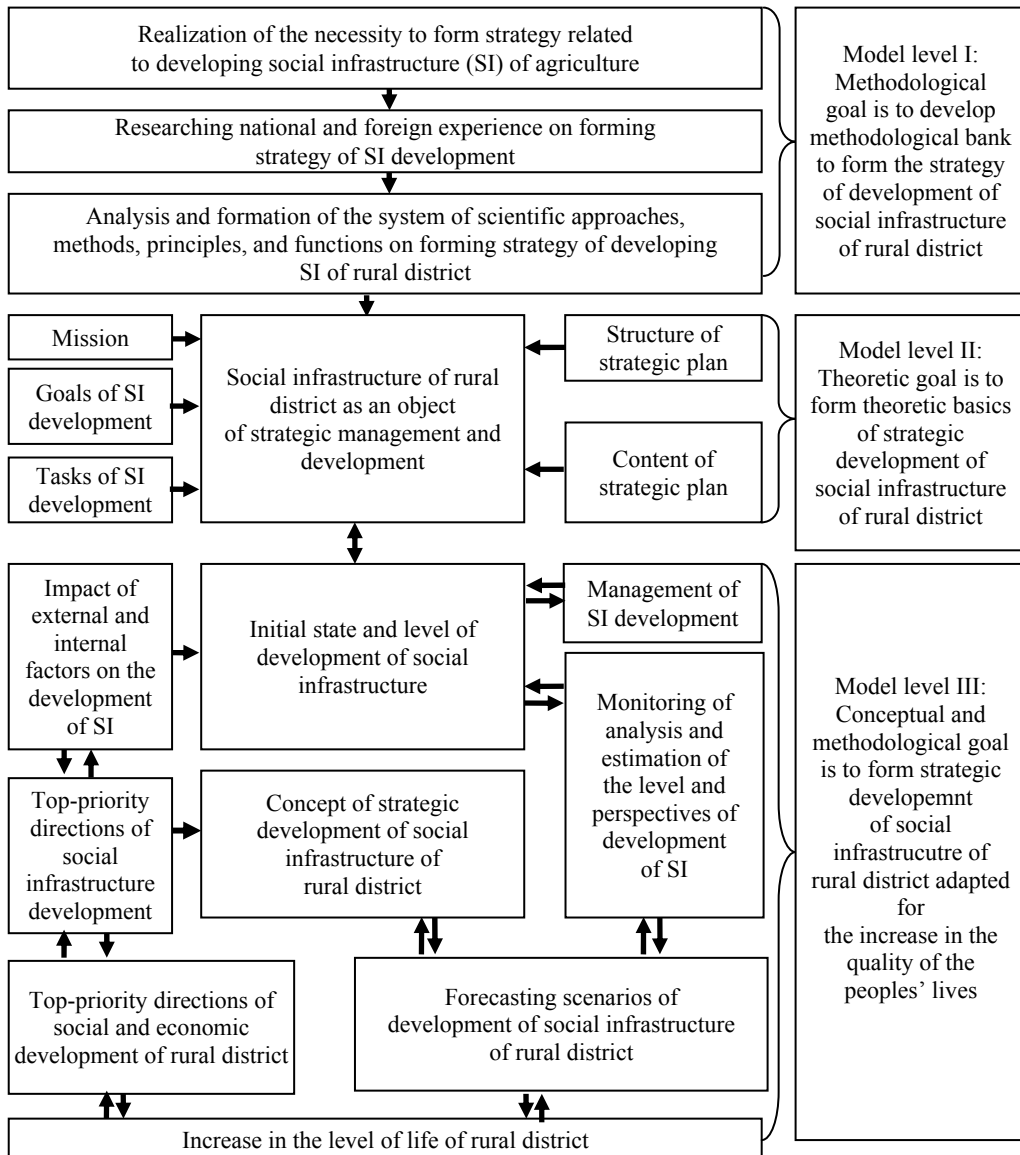 Realization of the necessity to form strategy related
to developing social infrastructure (SI) of agriculture
Researching national and foreign experience on forming
strategy of SI development
Analysis and formation of the system of scientific approaches,
methods, principles, and functions on forming strategy of developing
SI of rural district
Model level I:
Methodological
goal is to develop
methodological bank
to form the strategy
of development of
social infrastructure
of rural district
Mission
Goals of SI
development
Tasks of SI
development
Social infrastructure of rural
district as an object
of strategic management and
development
Structure of
strategic plan
Content of
strategic plan
Model level II:
Theoretic goal is to
form theoretic basics
of strategic
development of
social infrastructure
of rural district
Impact of
external and
internal
factors on the
development
of SI
Initial state and level of
development of social
infrastructure
Management of
SI development
Monitoring of
analysis and
estimation of
the level and
perspectives of
development
of SI
Top-priority
directions of
social
infrastructure
development
Concept of strategic
development of social
infrastructure of
rural district
Top-priority directions of
social and economic
development of rural district
Forecasting scenarios of
development of social infrastructure
of rural district
Increase in the level of life of rural district
Model level III:
Conceptual and
methodological goal
is to form strategic
developemnt
of social
infrastrucutre of
rural district adapted
for
the increase in the
quality of the
peoples’ lives